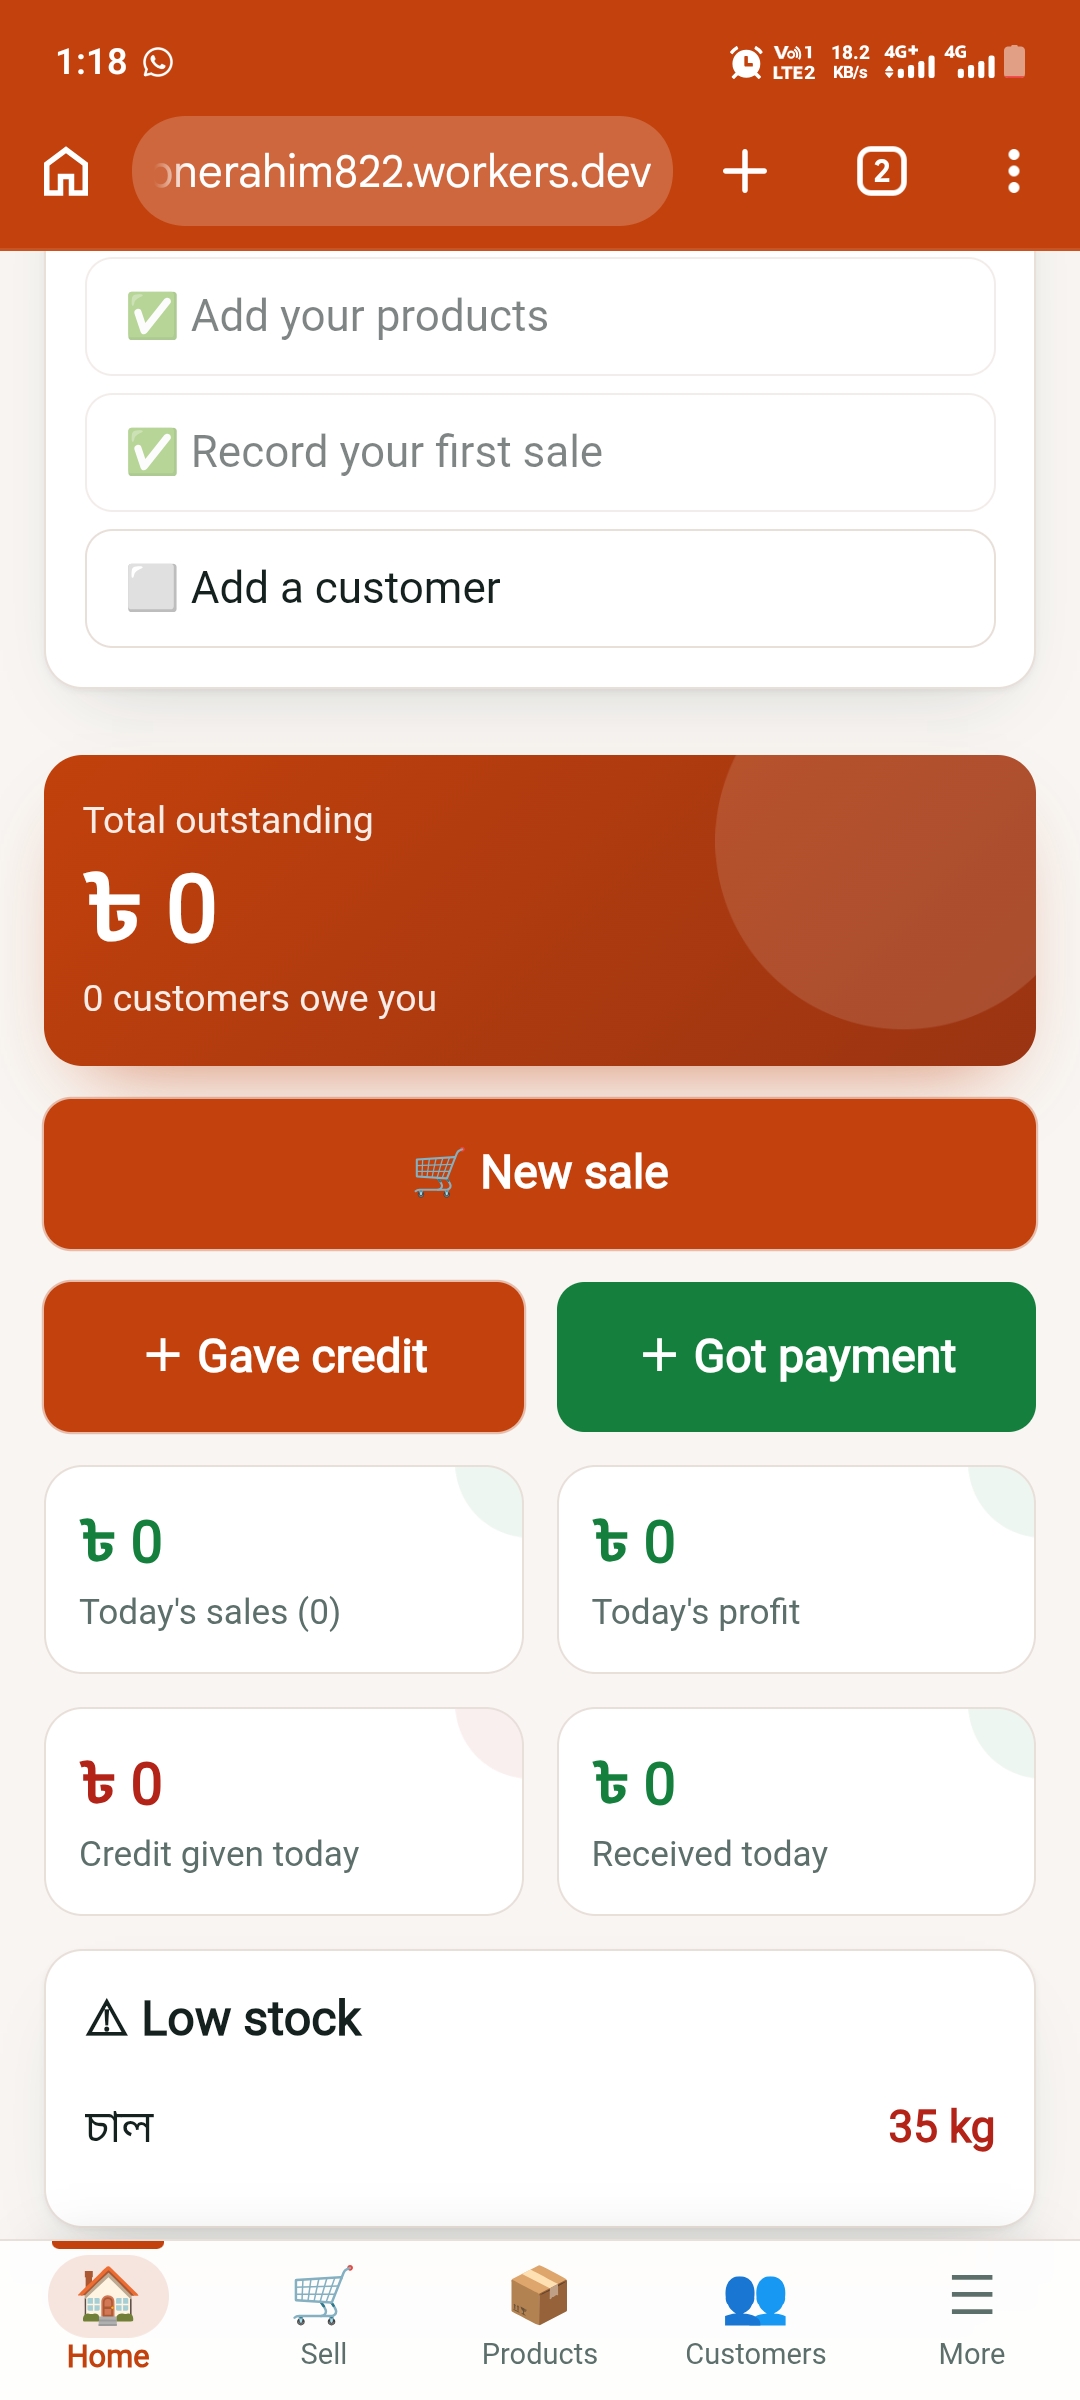 1:18
Vo) 1 LTE2
18.2 KB/s
4G+
4G
nerahim822.workers.dev
2
Add your products
Record your first sale
Add a customer
Total outstanding
৳ 0
0 customers owe you
New sale
+ Gave credit
+ Got payment
৳ 0
Today's sales (0)
৳ 0
Today's profit
৳ 0
Credit given today
৳ 0
Received today
⚠ Low stock
চাল
35 kg
Home
Sell
Products
Customers
More